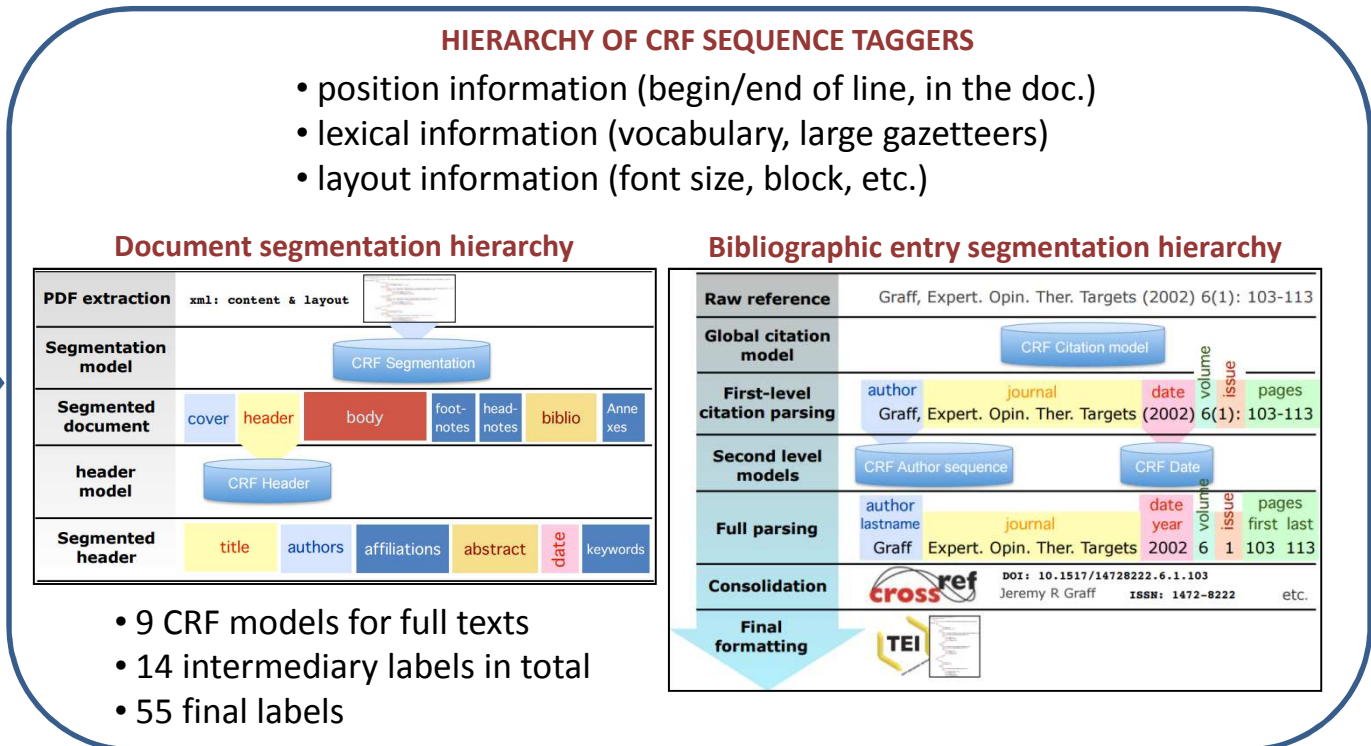 HIERARCHY OF CRF SEQUENCE TAGGERS
• position information (begin/end of line, in the doc.)
• lexical information (vocabulary, large gazetteers)
• layout information (font size, block, etc.)
Document segmentation hierarchy
PDF extraction
xml: content & layout
Segmentation
model
CRF Segmentation
Segmented
document
cover
header
body
foot-
notes
head-
notes
biblio
Anne
xes
header
model
CRF Header
Segmented
header
title
authors
affiliations
abstract
date
keywords
• 9 CRF models for full texts
• 14 intermediary labels in total
• 55 final labels
Bibliographic entry segmentation hierarchy
Raw reference
Graff, Expert. Opin. Ther. Targets (2002) 6(1): 103-113
Global citation
model
CRF Citation model
First-level
citation parsing
author journal date volume issue pages
Graff, Expert. Opin. Ther. Targets (2002) 6(1): 103-113
Second level
models
CRF Author sequence
CRF Date
Full parsing
author date volume issue pages
lastname journal year first last
Graff Expert. Opin. Ther. Targets 2002 6 1 103 113
Consolidation
crossref
DOI: 10.1517/14728222.6.1.103
Jeremy R Graff ISSN: 1472-8222 etc.
Final
formatting
TEI